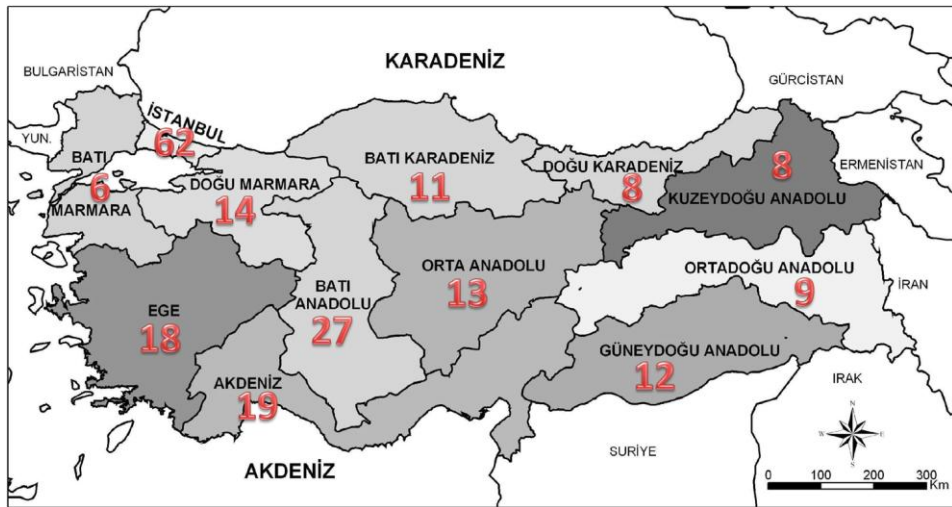 KARADENİZ
BULGARİSTAN
GÜRCİSTAN
İSTANBUL
62
YUN.
BATI
6
MARMARA
DOĞU MARMARA
14
BATI KARADENİZ
11
DOĞU KARADENİZ
8
8
ERMENİSTAN
KUZEYDOĞU ANADOLU
ORTA ANADOLU
13
ORTADOĞU ANADOLU
9
İRAN
BATI
ANADOLU
27
EGE
18
GÜNEYDOĞU ANADOLU
12
AKDENİZ
19
IRAK
SURİYE
AKDENİZ
N
W
E
S
0 100 200 300
Km